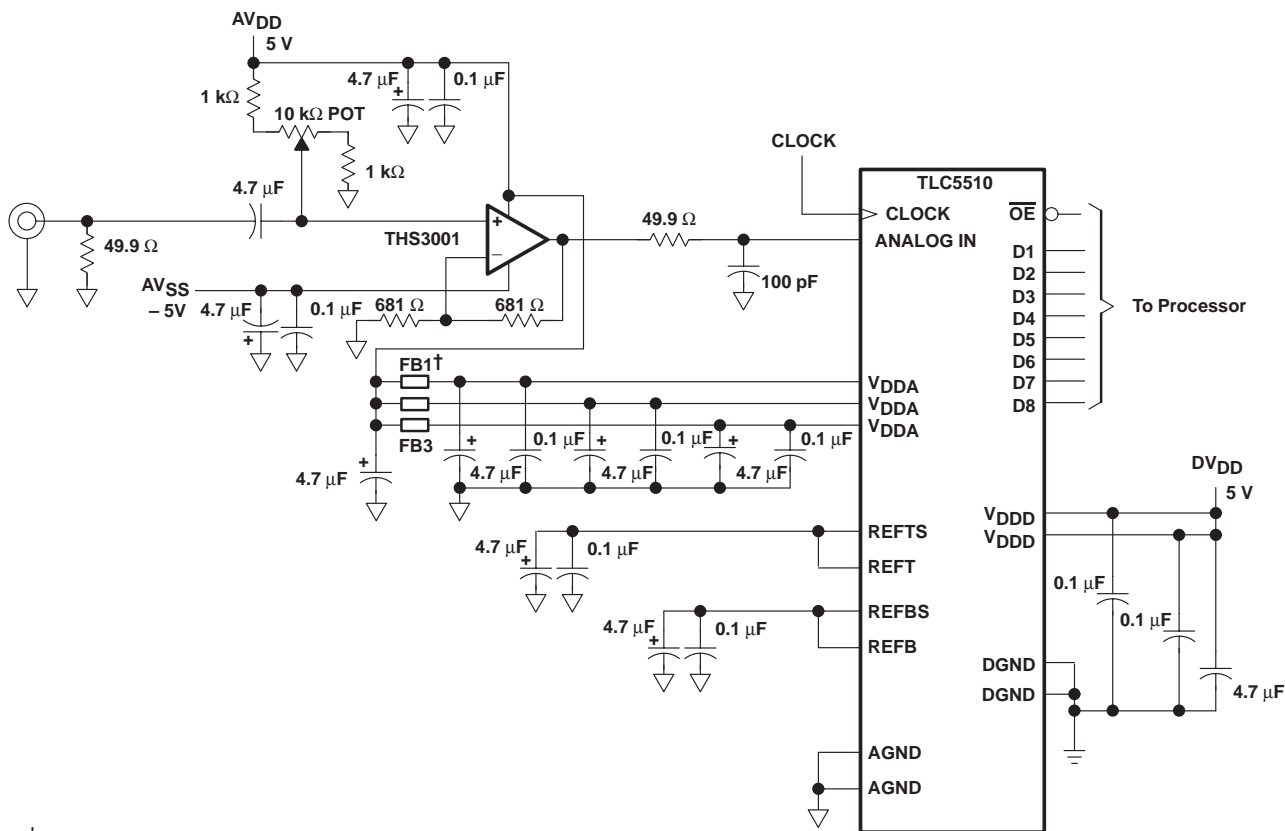 AVDD
5 V
4.7 µF
+
0.1 µF
1 kΩ
10 kΩ POT
1 kΩ
CLOCK
TLC5510
4.7 µF
CLOCK
OE
+
49.9 Ω
THS3001
ANALOG IN
–
49.9 Ω
D1
D2
D3
D4
D5
D6
D7
D8
To Processor
100 pF
AVSS
– 5V
4.7 µF
+
0.1 µF
681 Ω
681 Ω
FB1†
FB3
VDDA
VDDA
VDDA
+
4.7 µF
+
4.7 µF
0.1 µF
+
4.7 µF
0.1 µF
+
4.7 µF
0.1 µF
DVDD
5 V
VDDD
VDDD
REFTS
REFT
4.7 µF
+
0.1 µF
REFBS
REFB
4.7 µF
+
0.1 µF
0.1 µF
0.1 µF
4.7 µF
DGND
DGND
AGND
AGND